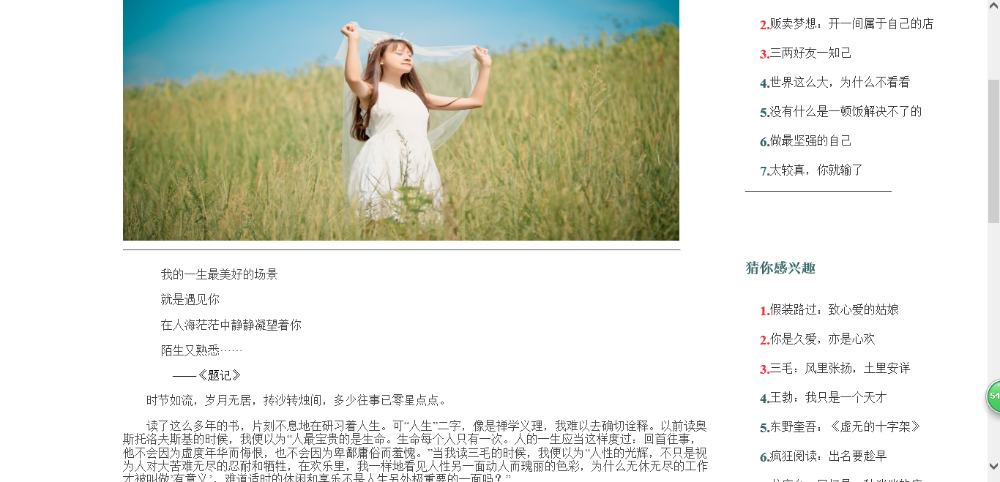 我的一生最美好的场景
就是遇见你
在人海茫茫中静静凝望着你
陌生又熟悉……
——《题记》
时节如流，岁月无居，抟沙转烛间，多少往事已零星点点。
读了这么多年的书，片刻不息地在研习着人生。可“人生”二字，像是禅学义理，我难以去确切诠释。以前读奥
斯托洛夫斯基的时候，我便以为“人最宝贵的是生命。生命每个人只有一次。人的一生应当这样度过：回首往事，
他不会因为虚度年华而悔恨，也不会因为卑鄙庸俗而羞愧。”当我读三毛的时候，我便以为“人性的光辉，不只是视
为人对大苦难无尽的忍耐和牺牲，在欢乐里，我一样地看见人性另一面动人而瑰丽的色彩，为什么无休无尽的工作
才被叫做‘有意义’，难道适时的休闲和享乐不是人生另外极重要的一面吗？”
2.贩卖梦想：开一间属于自己的店
3.三两好友一知己
4.世界这么大，为什么不看看
5.没有什么是一顿饭解决不了的
6.做最坚强的自己
7.太较真，你就输了
猜你感兴趣
1.假装路过：致心爱的姑娘
2.你是久爱，亦是心欢
3.三毛：风里张扬，土里安详
4.王勃：我只是一个天才
5.东野奎吾：《虚无的十字架》
6.疯狂阅读：出名要趁早
54